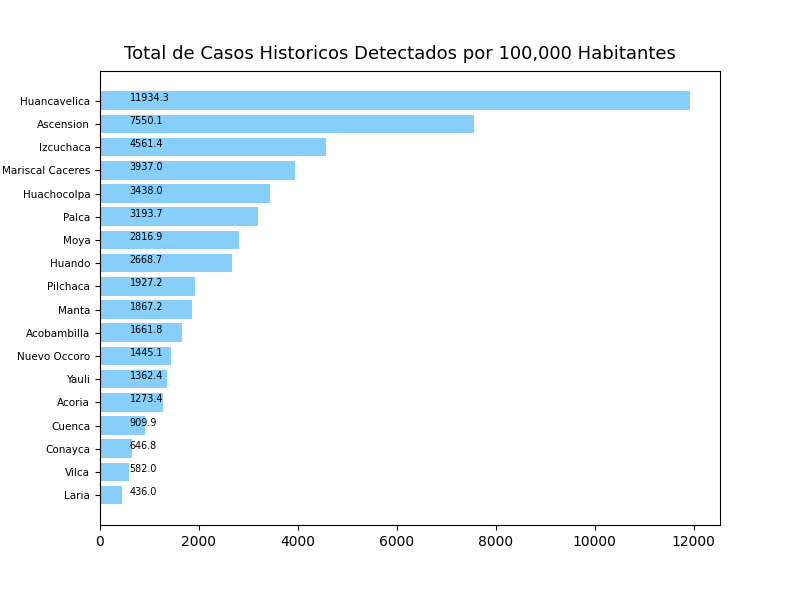 Total de Casos Historicos Detectados por 100,000 Habitantes
Huancavelica 11934.3
Ascension 7550.1
Izcuchaca 4561.4
Mariscal Caceres 3937.0
Huachocolpa 3438.0
Palca 3193.7
Moya 2816.9
Huando 2668.7
Pilchaca 1927.2
Manta 1867.2
Acobambilla 1661.8
Nuevo Occoro 1445.1
Yauli 1362.4
Acoria 1273.4
Cuenca 909.9
Conayca 646.8
Vilca 582.0
Laria 436.0
0 2000 4000 6000 8000 10000 12000